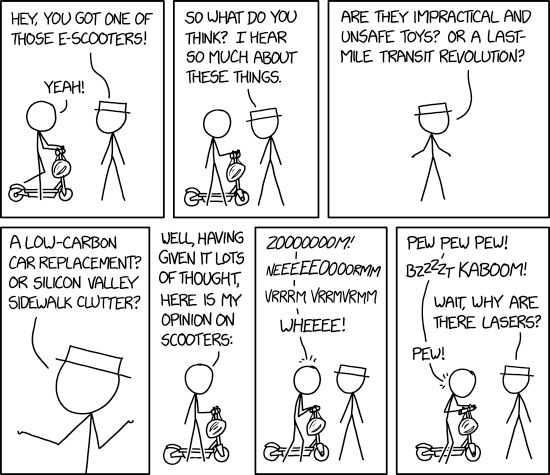 HEY, YOU GOT ONE OF
THOSE E-SCOOTERS!
YEAH!
SO WHAT DO YOU
THINK? I HEAR
SO MUCH ABOUT
THESE THINGS.
ARE THEY IMPRACTICAL AND
UNSAFE TOYS? OR A LAST-
MILE TRANSIT REVOLUTION?
A LOW-CARBON
CAR REPLACEMENT?
OR SILICON VALLEY
SIDEWALK CLUTTER?
WELL, HAVING
GIVEN IT LOTS
OF THOUGHT,
HERE IS MY
OPINION ON
SCOOTERS:
ZOOOOOOOM!
NEEEEEOOOORMM
VRRRM VRRMVRMM
WHEEEE!
PEW PEW PEW!
BZZZZT KABOOM!
WAIT, WHY ARE
THERE LASERS?
PEW!